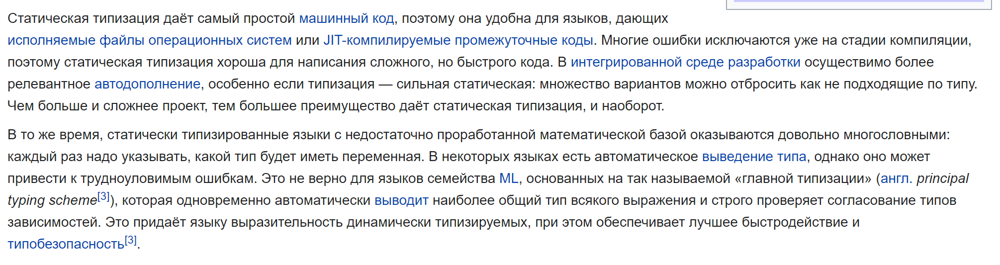 Статическая типизация даёт самый простой машинный код, поэтому она удобна для языков, дающих
исполняемые файлы операционных систем или JIT-компилируемые промежуточные коды. Многие ошибки исключаются уже на стадии компиляции,
поэтому статическая типизация хороша для написания сложного, но быстрого кода. В интегрированной среде разработки осуществимо более
релевантное автодополнение, особенно если типизация — сильная статическая: множество вариантов можно отбросить как не подходящие по типу.
Чем больше и сложнее проект, тем большее преимущество даёт статическая типизация, и наоборот.
В то же время, статически типизированные языки с недостаточно проработанной математической базой оказываются довольно многословными:
каждый раз надо указывать, какой тип будет иметь переменная. В некоторых языках есть автоматическое выведение типа, однако оно может
привести к трудноуловимым ошибкам. Это не верно для языков семейства ML, основанных на так называемой «главной типизации» (англ. principal
typing scheme[3]), которая одновременно автоматически выводит наиболее общий тип всякого выражения и строго проверяет согласование типов
зависимостей. Это придаёт языку выразительность динамически типизируемых, при этом обеспечивает лучшее быстродействие и
типобезопасность[3].